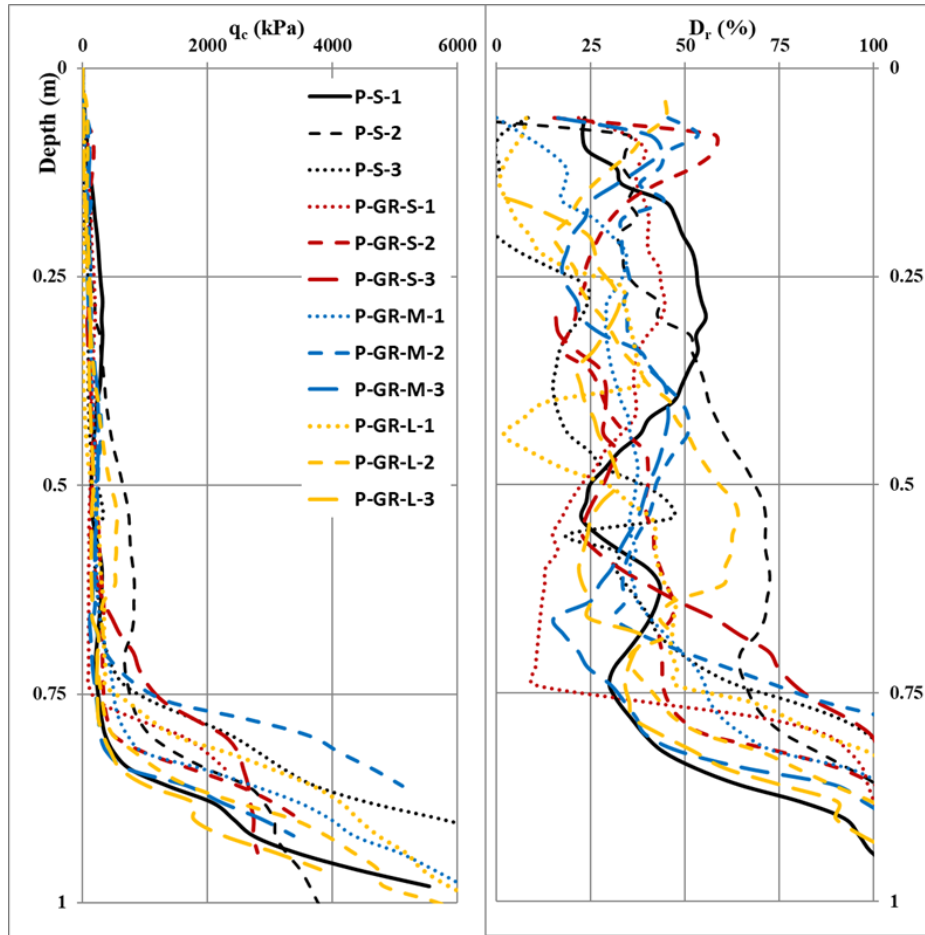 q_c (kPa)
0 2000 4000 6000
D_r (%)
0 25 50 75 100
Depth (m)
0
0.25
0.5
0.75
1
P-S-1
P-S-2
P-S-3
P-GR-S-1
P-GR-S-2
P-GR-S-3
P-GR-M-1
P-GR-M-2
P-GR-M-3
P-GR-L-1
P-GR-L-2
P-GR-L-3
0
0.25
0.5
0.75
1